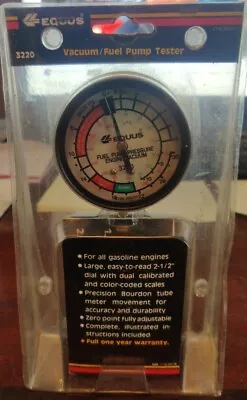 EQUUS
3220
Vacuum/Fuel Pump Tester
EQUUS
FUEL PUMP PRESSURE
ENGINE VACUUM
3220
• For all gasoline engines
• Large, easy-to-read 2-1/2"
dial with dual calibrated
and color-coded scales
• Precision Bourdon tube
meter movement for
accuracy and durability
• Zero point fully adjustable
• Complete, illustrated in-
structions included
• Full one year warranty.